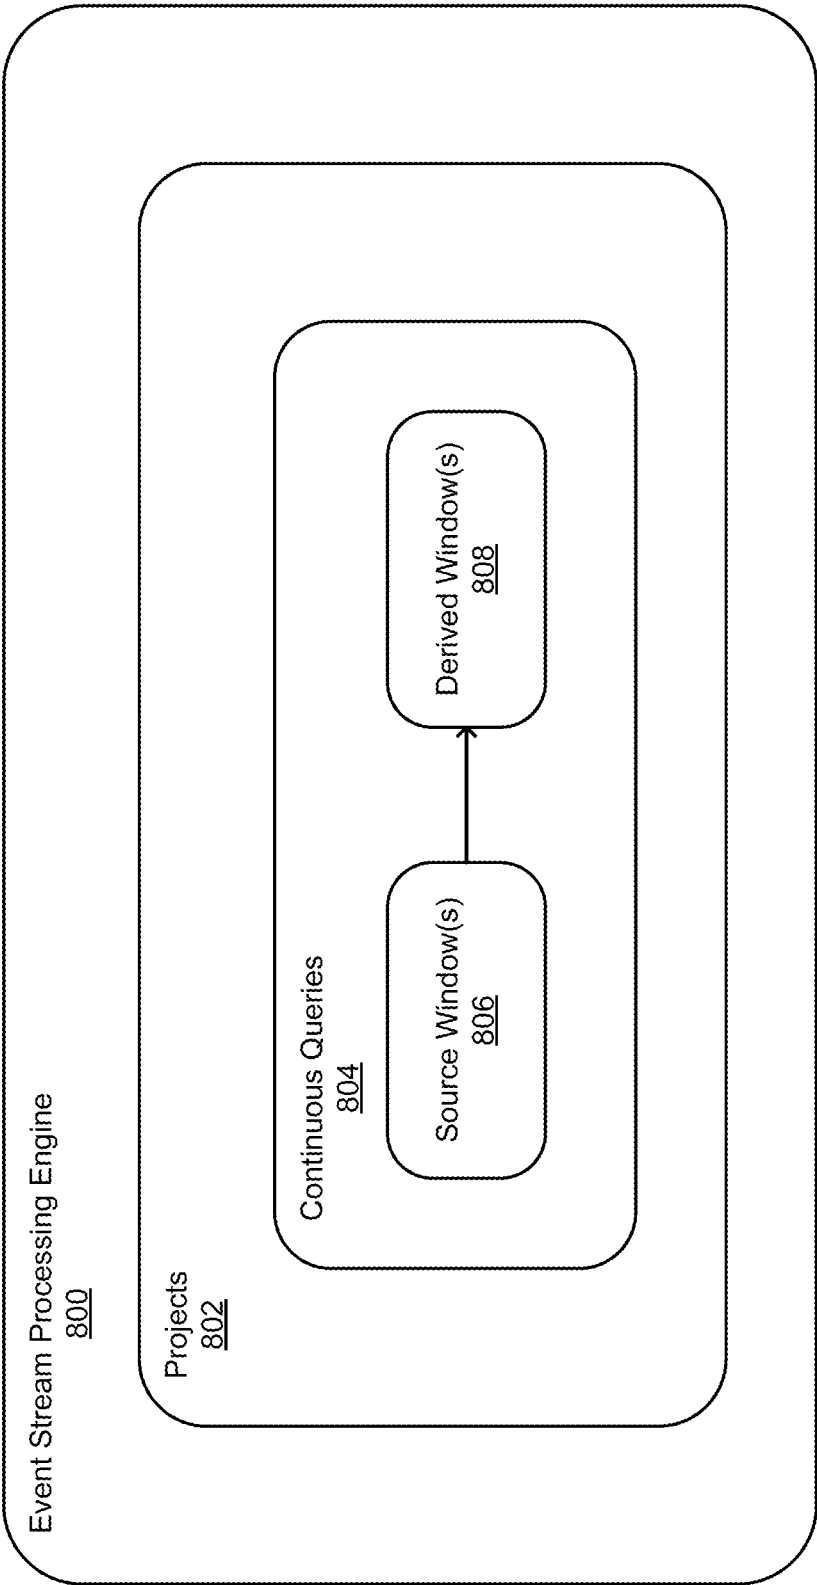 Event Stream Processing Engine
800
Projects
802
Continuous Queries
804
Source Window(s)
806
Derived Window(s)
808